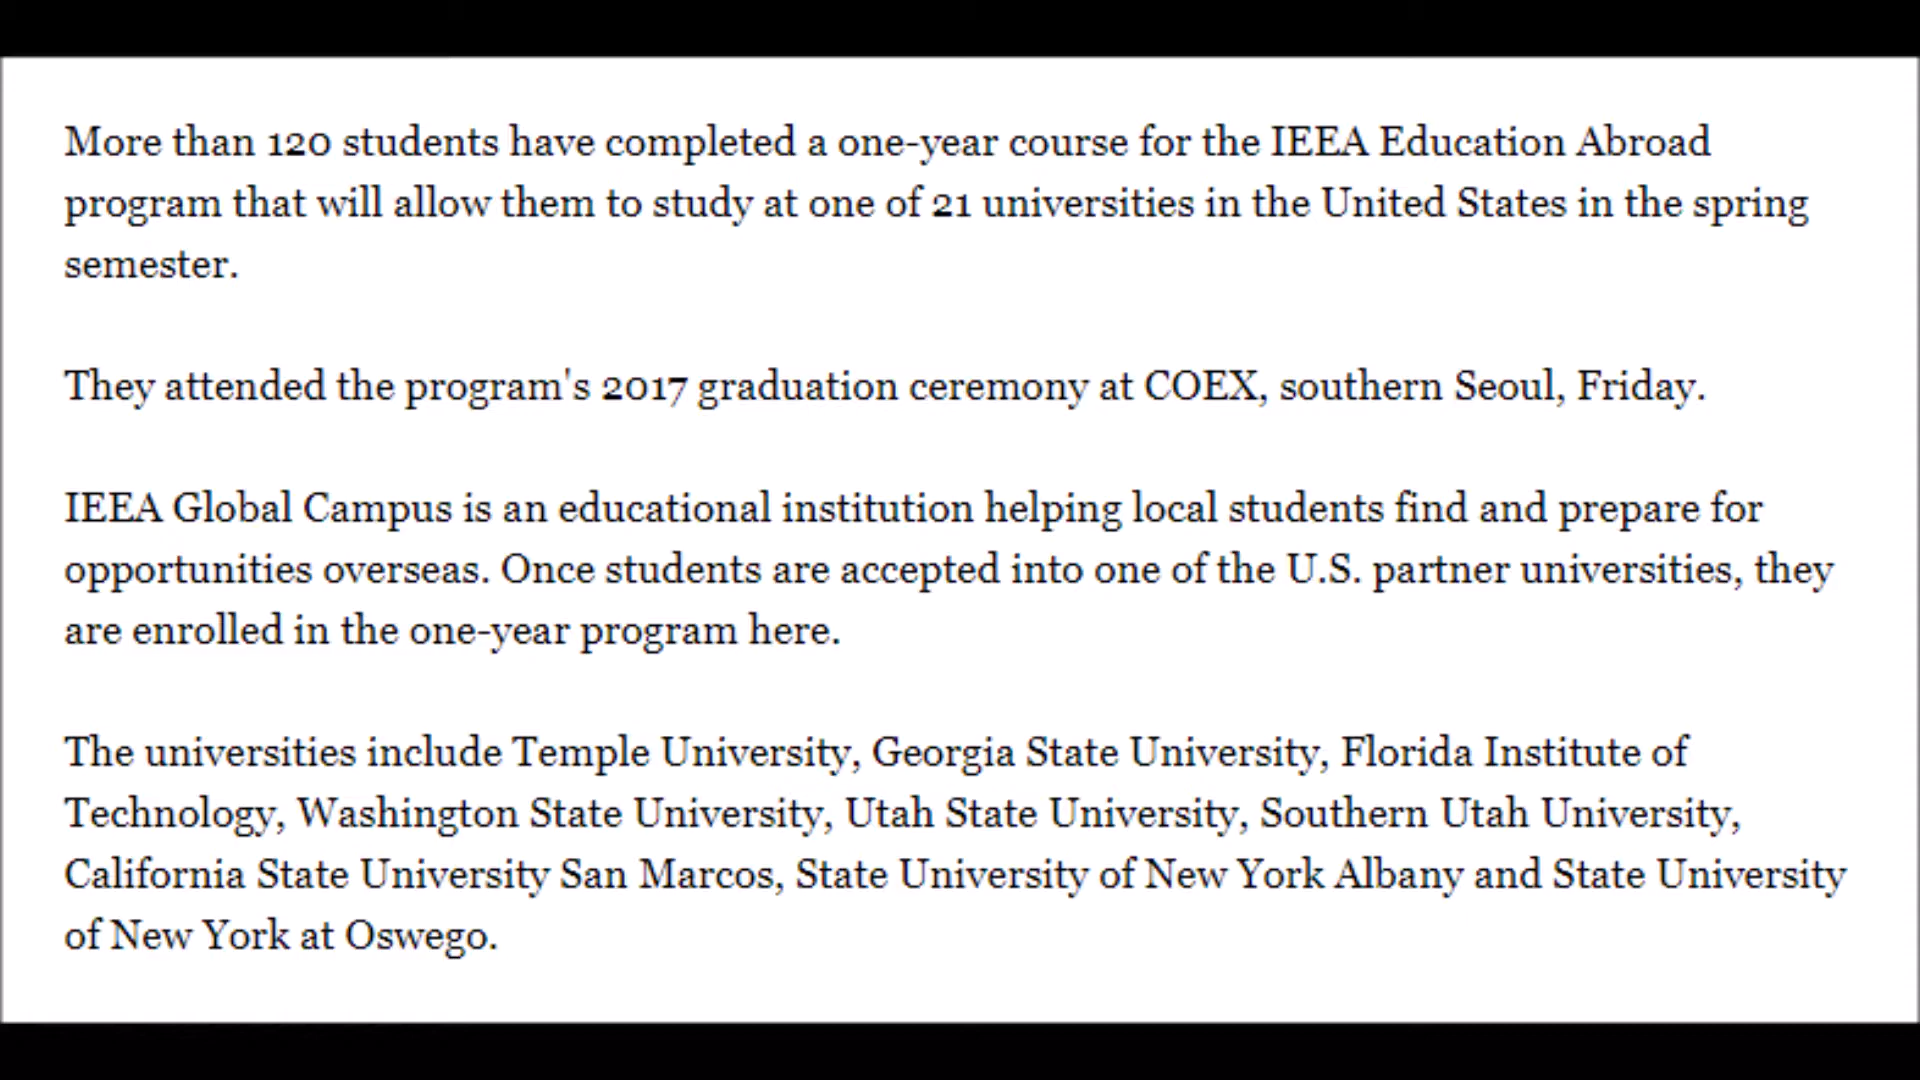 More than 120 students have completed a one-year course for the IEEA Education Abroad
program that will allow them to study at one of 21 universities in the United States in the spring
semester.
They attended the program's 2017 graduation ceremony at COEX, southern Seoul, Friday.
IEEA Global Campus is an educational institution helping local students find and prepare for
opportunities overseas. Once students are accepted into one of the U.S. partner universities, they
are enrolled in the one-year program here.
The universities include Temple University, Georgia State University, Florida Institute of
Technology, Washington State University, Utah State University, Southern Utah University,
California State University San Marcos, State University of New York Albany and State University
of New York at Oswego.